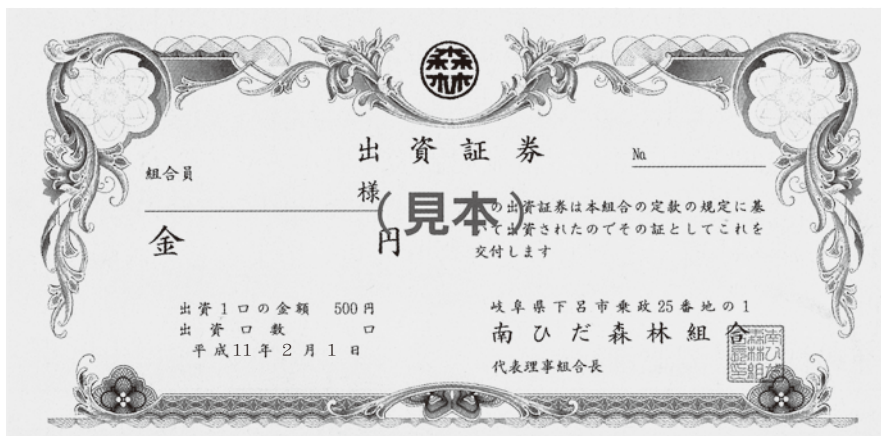 森林
出資証券
No.
組合員
様
（見本）
の出資証券は本組合の定款の規定に基
て出資されたのでその証としてこれを
交付します
金 円
出資1口の金額 500円
出資口数 口
平成11年2月1日
岐阜県下呂市乗政25番地の1
南ひだ森林組合
代表理事組合長